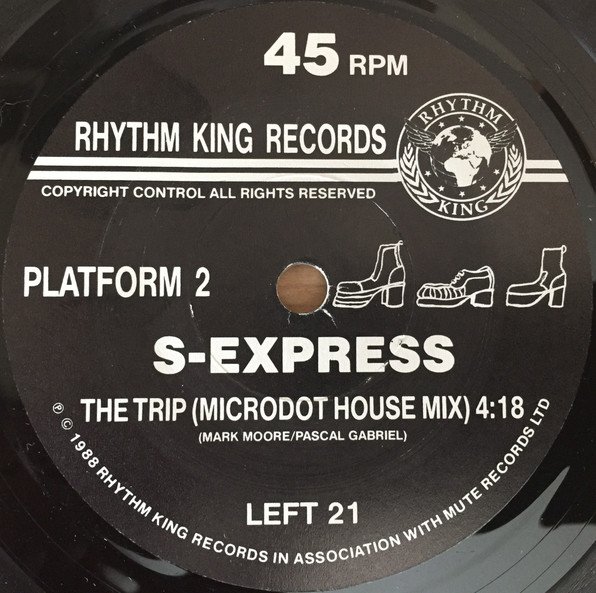 45 RPM
RHYTHM KING RECORDS
RHYTHM
KING
COPYRIGHT CONTROL ALL RIGHTS RESERVED
PLATFORM 2
S-EXPRESS
THE TRIP (MICRODOT HOUSE MIX) 4:18
(MARK MOORE/PASCAL GABRIEL)
LEFT 21
℗ © 1988 RHYTHM KING RECORDS IN ASSOCIATION WITH MUTE RECORDS LTD